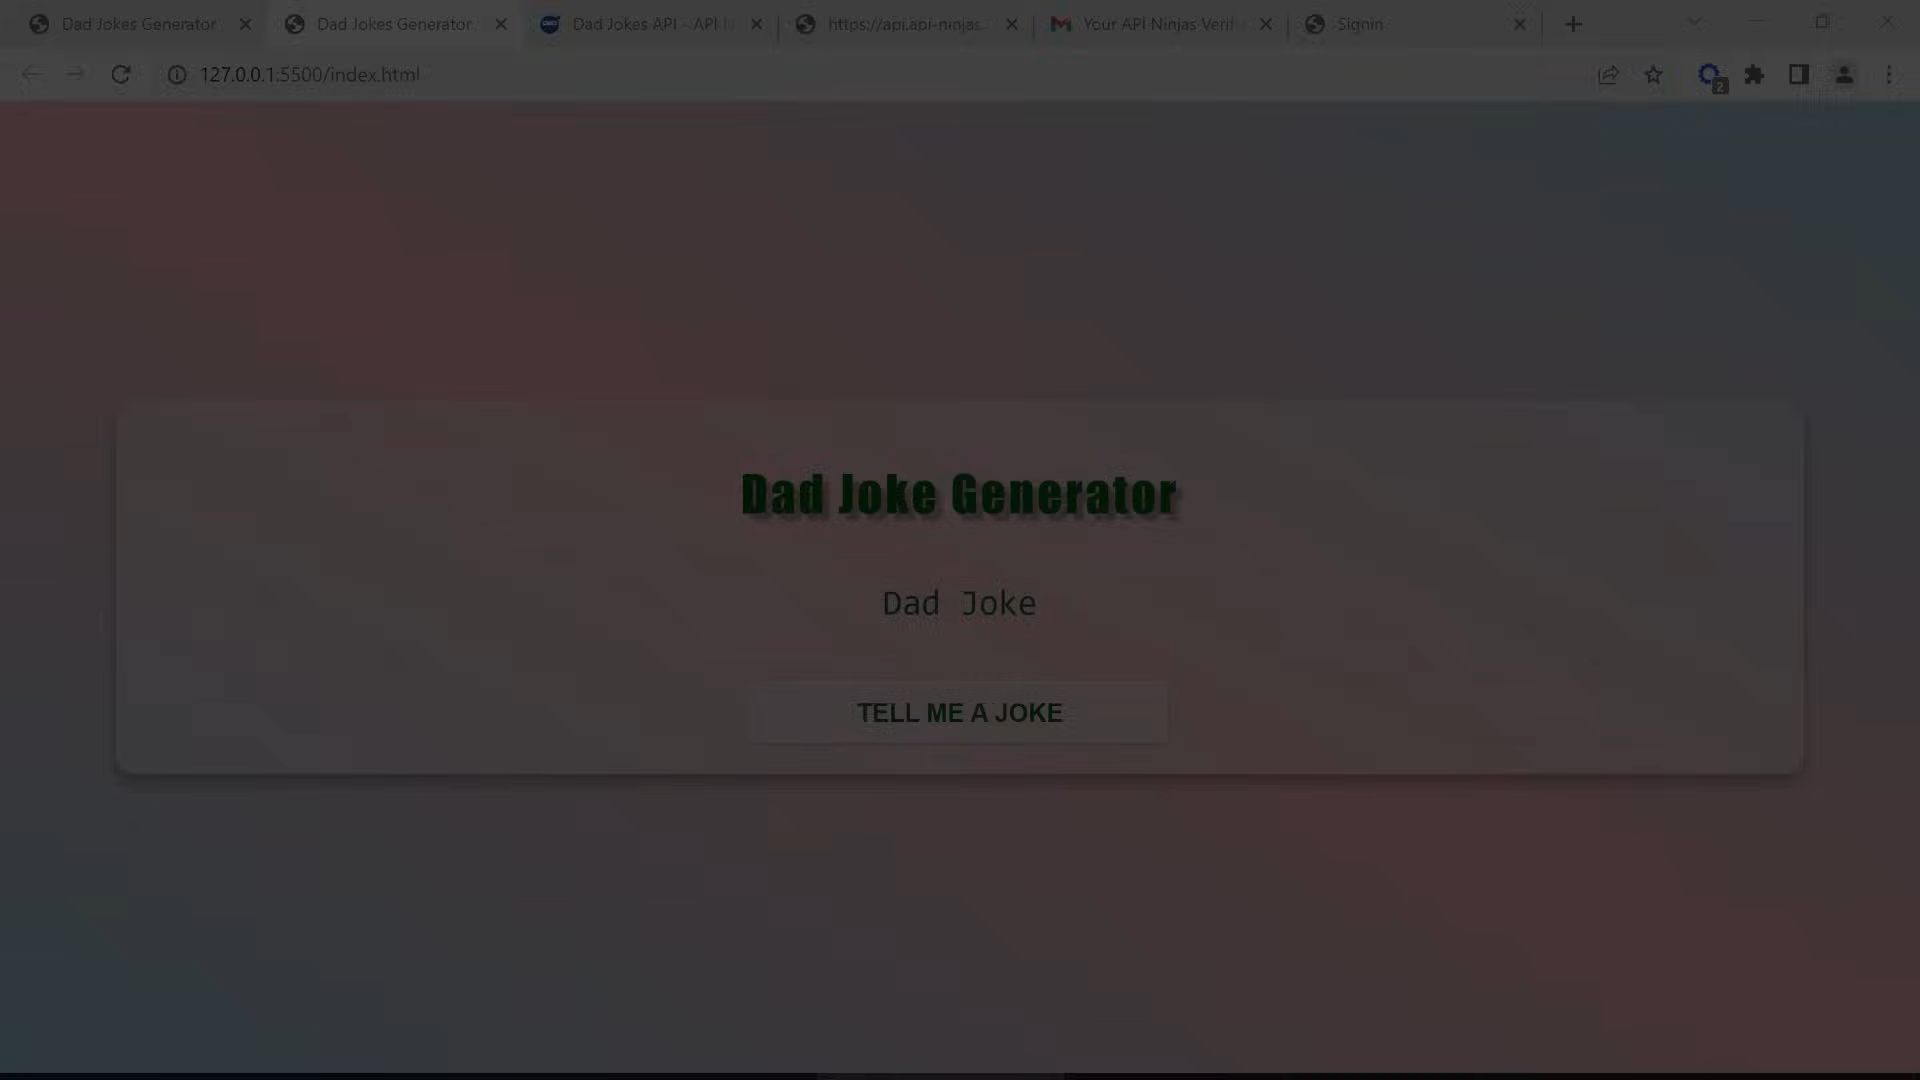 Dad Jokes Generator
Dad Jokes Generator
Dad Jokes API - API
https://api.api-ninjas.
Your API Ninjas Verif
Signin
127.0.0.1:5500/index.html
2
Dad Joke Generator
Dad Joke
TELL ME A JOKE